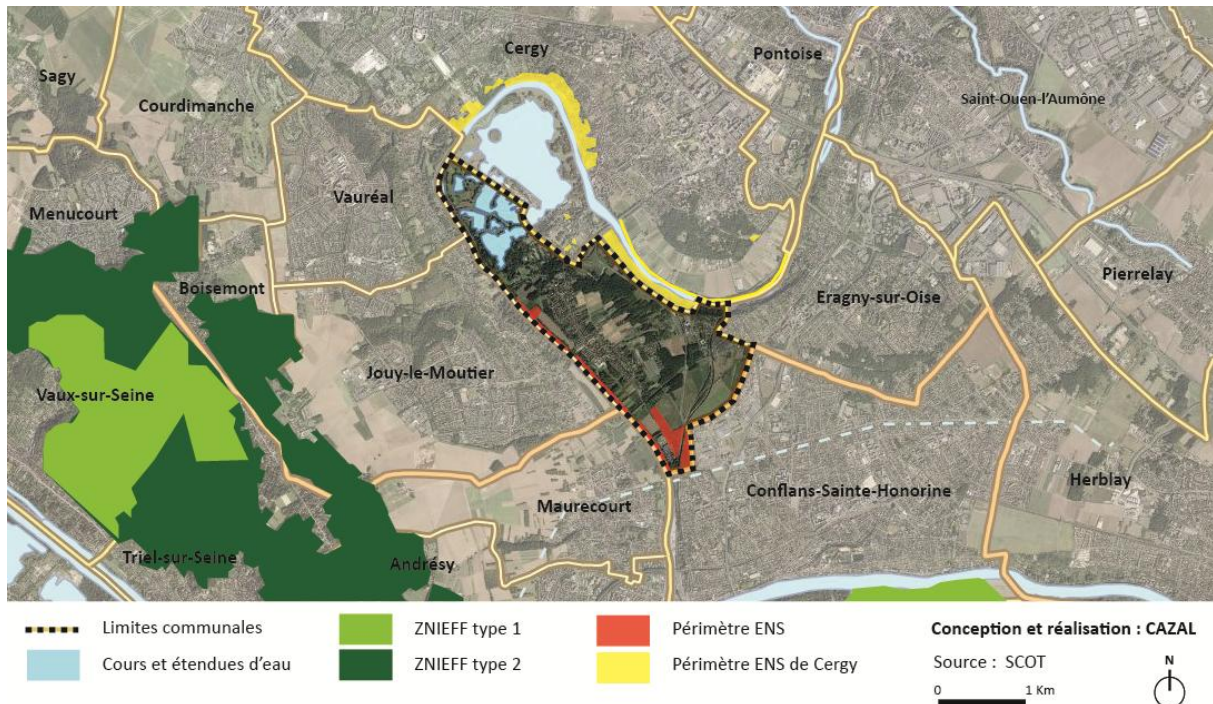 Cergy
Pontoise
Sagy
Courdimanche
Saint-Ouen-l'Aumône
Vauréal
Menucourt
Pierrelay
Boisemont
Eragny-sur-Oise
Jouy-le-Moutier
Vaux-sur-Seine
Herblay
Conflans-Sainte-Honorine
Maurecourt
Triel-sur-Seine
Andrésy
Limites communales
ZNIEFF type 1
Périmètre ENS
Conception et réalisation : CAZAL
Cours et étendues d'eau
ZNIEFF type 2
Périmètre ENS de Cergy
Source : SCOT
N
0 1 Km